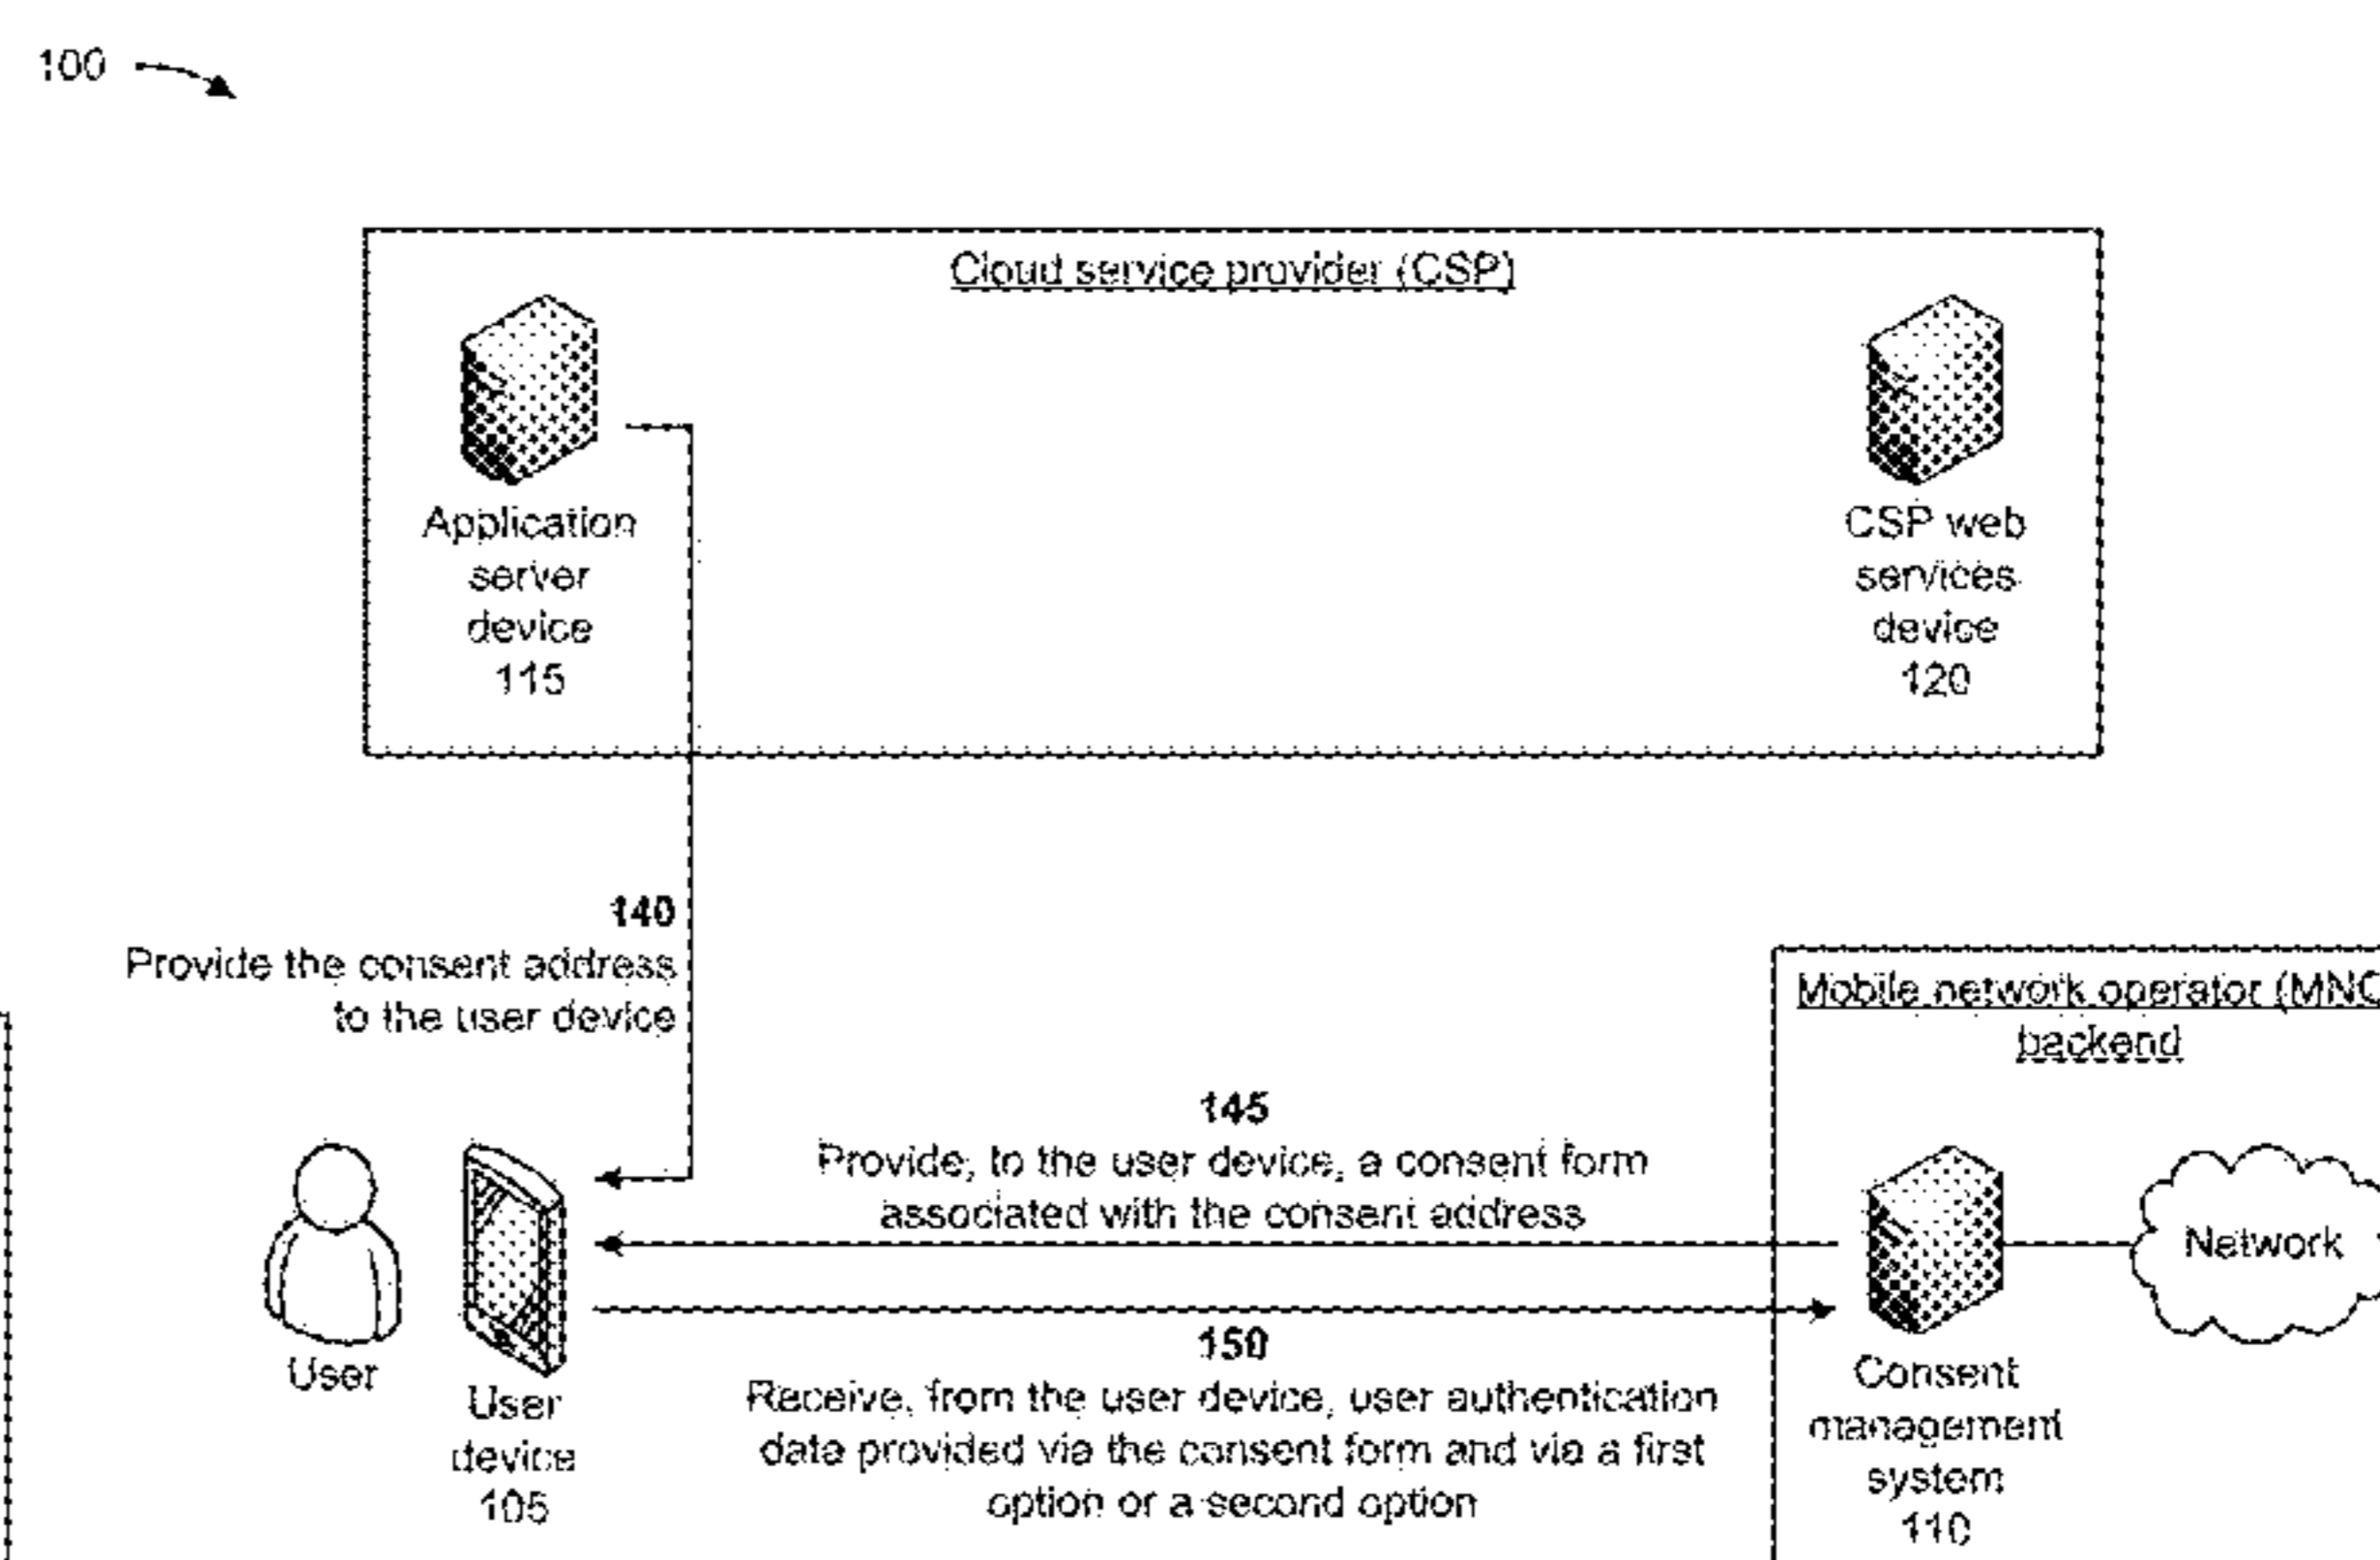 100
Cloud service provider (CSP)
Application
server
device
115
CSP web
services
device
120
140
Provide the consent address
to the user device
Mobile network operator (MNO
backend
145
Provide, to the user device, a consent form
associated with the consent address
Network
User
User
device
105
150
Receive, from the user device, user authentication
data provided via the consent form and via a first
option or a second option
Consent
management
system
110